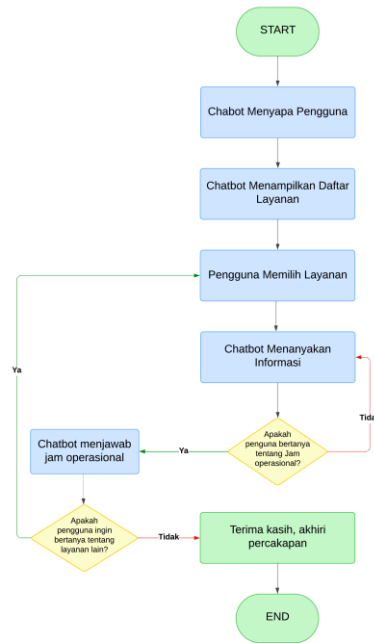 START
Chabot Menyapa Pengguna
Chatbot Menampilkan Daftar
Layanan
Pengguna Memilih Layanan
Chatbot Menanyakan
Informasi
Ya
Tida
Apakah
penguna bertanya
tentang Jam
operasional?
Ya
Chatbot menjawab
jam operasional
Apakah
pengguna ingin
bertanya tentang
layanan lain?
Tidak
Terima kasih, akhiri
percakapan
END